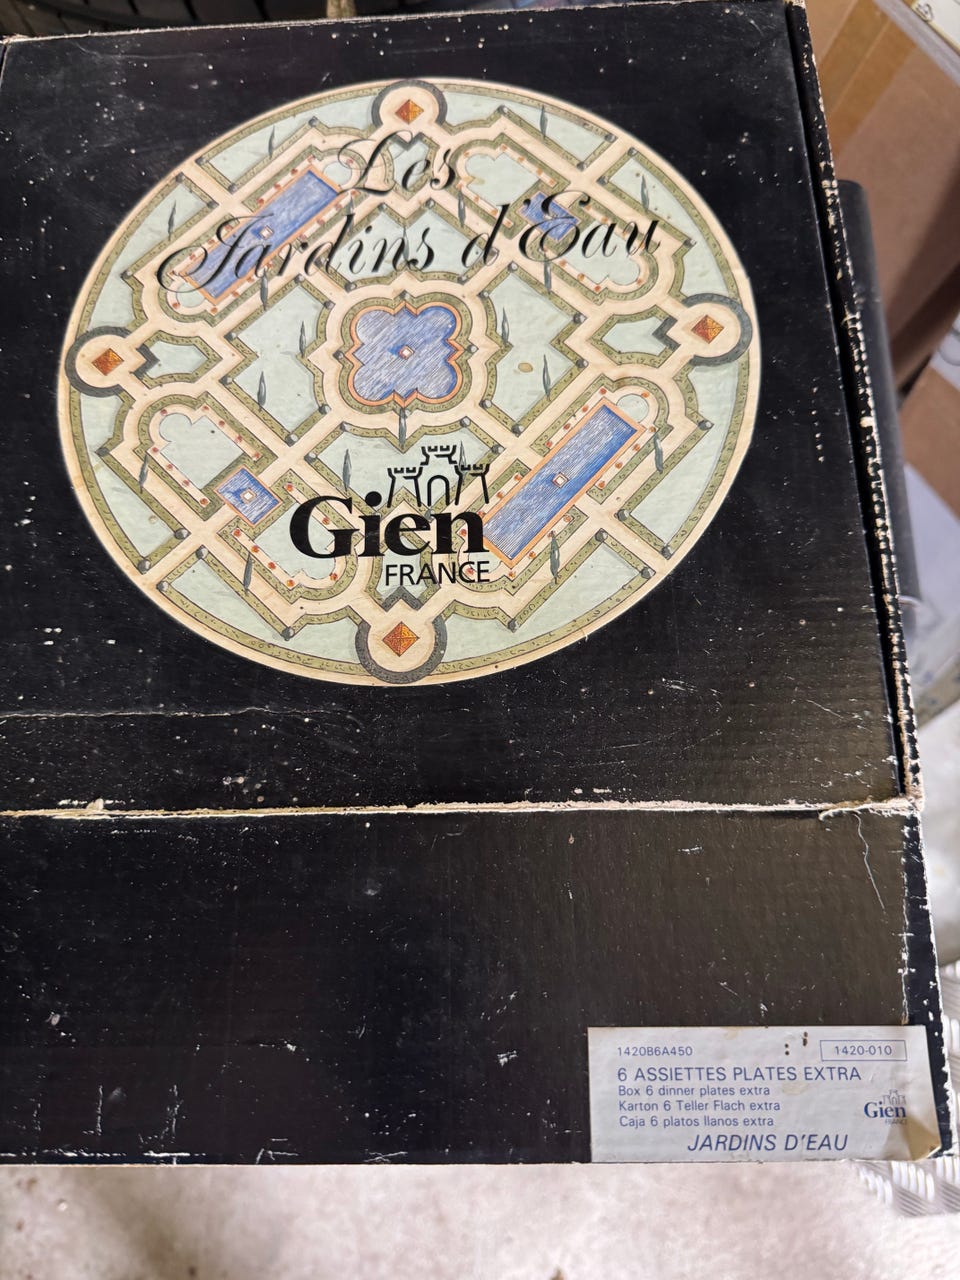 Les
Jardins d'Eau
Gien
FRANCE
1420B6A450
1420-010
6 ASSIETTES PLATES EXTRA
Box 6 dinner plates extra
Karton 6 Teller Flach extra
Caja 6 platos llanos extra
Gien
FRANCE
JARDINS D'EAU